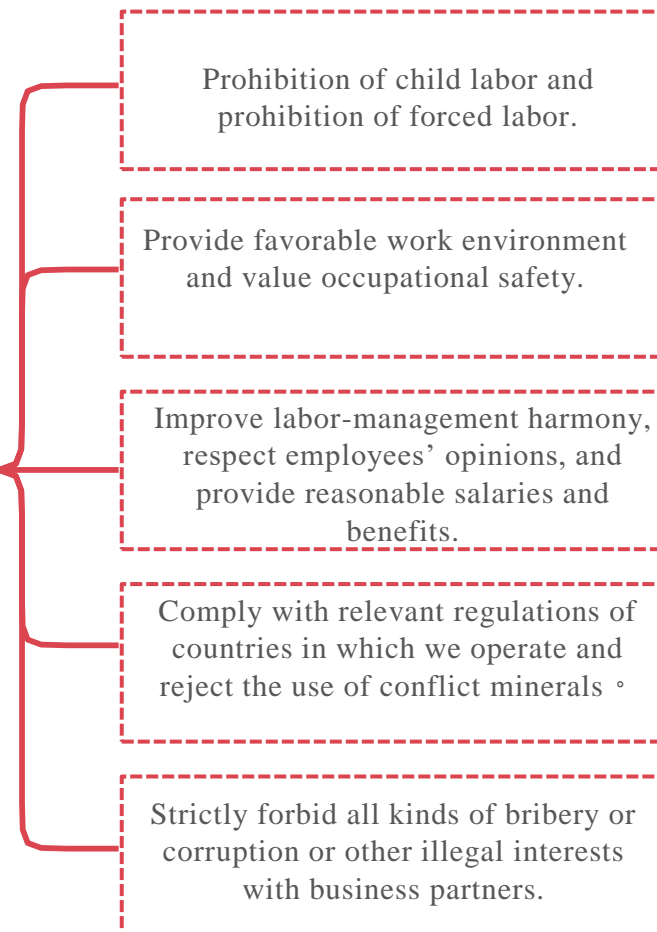 Prohibition of child labor and
prohibition of forced labor.
Provide favorable work environment
and value occupational safety.
Improve labor-management harmony,
respect employees’ opinions, and
provide reasonable salaries and
benefits.
Comply with relevant regulations of
countries in which we operate and
reject the use of conflict minerals。
Strictly forbid all kinds of bribery or
corruption or other illegal interests
with business partners.